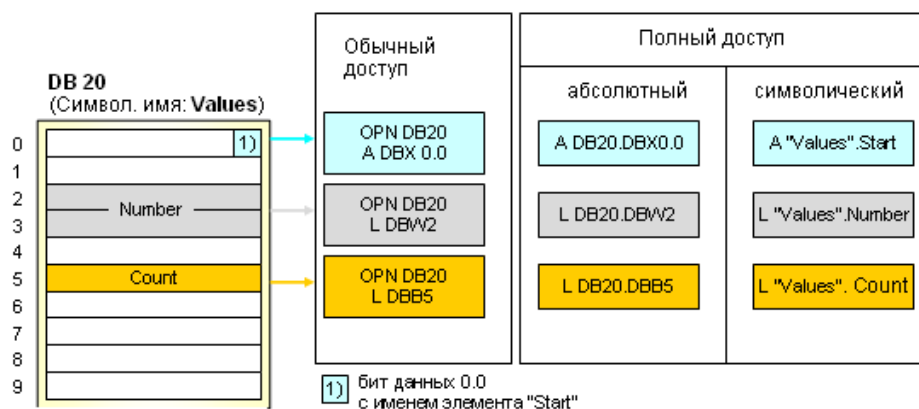 DB 20
(Символ. имя: Values)
0
1
2
3
4
5
6
7
8
9
1)
Number
Count
Обычный
доступ
OPN DB20
A DBX 0.0
OPN DB20
L DBW2
OPN DB20
L DBB5
Полный доступ
абсолютный
символический
A DB20.DBX0.0
A "Values".Start
L DB20.DBW2
L "Values".Number
L DB20.DBB5
L "Values". Count
1) бит данных 0.0
с именем элемента "Start"